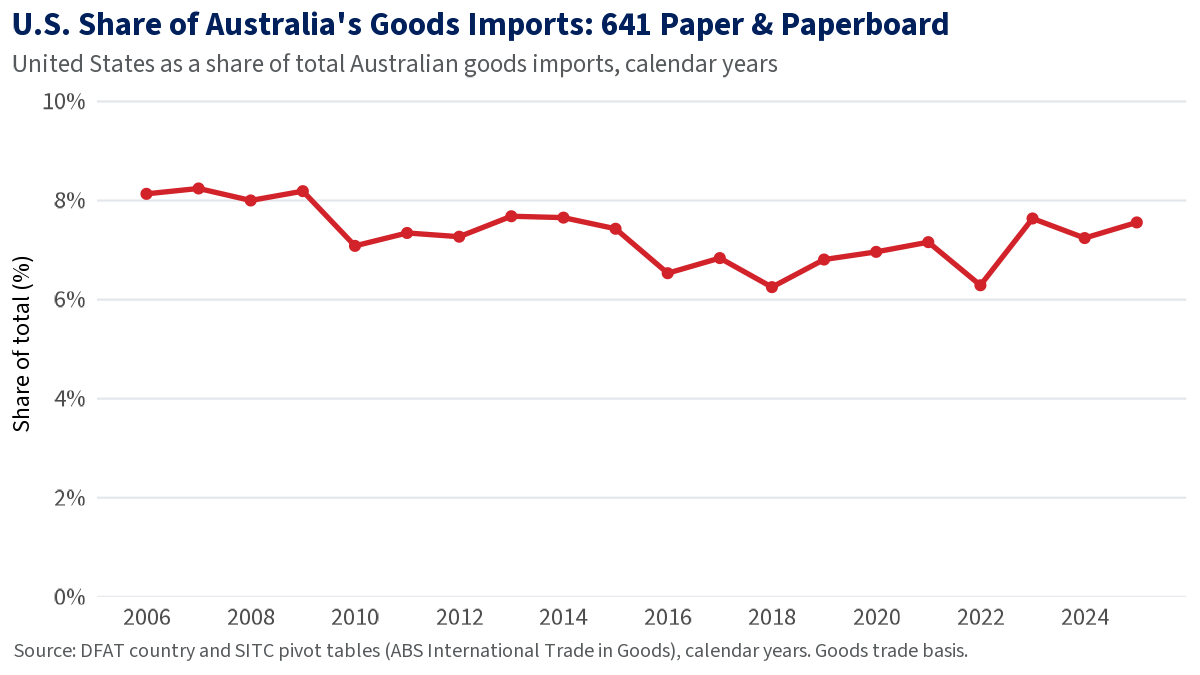 U.S. Share of Australia's Goods Imports: 641 Paper & Paperboard
United States as a share of total Australian goods imports, calendar years
Share of total (%)
10%
8%
6%
4%
2%
0%
2006 2008 2010 2012 2014 2016 2018 2020 2022 2024
Source: DFAT country and SITC pivot tables (ABS International Trade in Goods), calendar years. Goods trade basis.